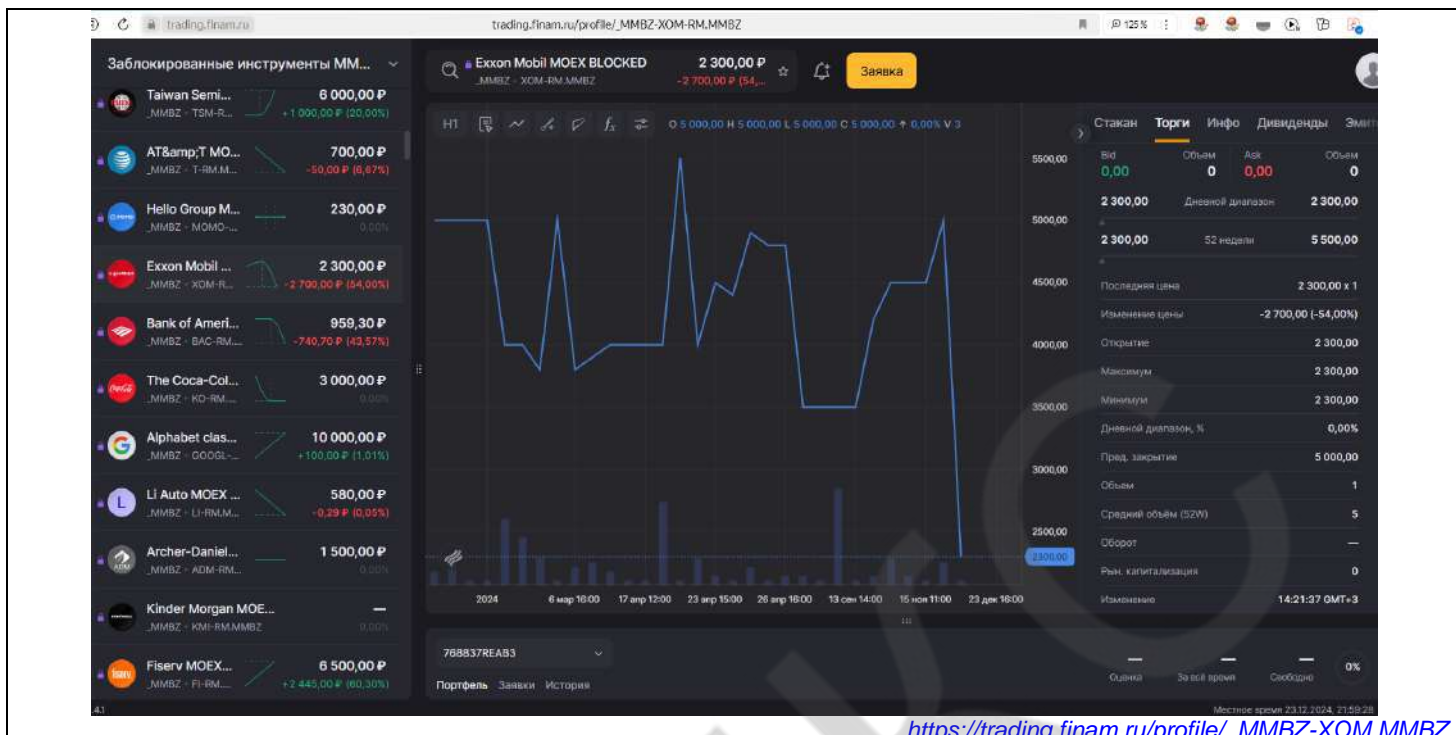 trading.finam.ru
trading.finam.ru/profile/_MMBZ-XOM-RM.MMBZ
125 %
Заблокированные инструменты ММ...
Taiwan Semi...
6 000,00 ₽
_MMBZ - TSM-R...
+1 000,00 ₽ (20,00%)
AT&amp;T MO...
700,00 ₽
_MMBZ - T-RM.M...
-50,00 ₽ (6,67%)
Hello Group M...
230,00 ₽
_MMBZ - MOMO-...
0,00%
Exxon Mobil ...
2 300,00 ₽
_MMBZ - XOM-R...
-2 700,00 ₽ (54,00%)
Bank of Ameri...
959,30 ₽
_MMBZ - BAC-RM....
-740,70 ₽ (43,57%)
The Coca-Col...
3 000,00 ₽
_MMBZ - KO-RM....
0,00%
Alphabet clas...
10 000,00 ₽
_MMBZ - GOOGL-...
+100,00 ₽ (1,01%)
Li Auto MOEX ...
580,00 ₽
_MMBZ - LI-RM.M...
-0,29 ₽ (0,05%)
Archer-Daniel...
1 500,00 ₽
_MMBZ - ADM-RM...
0,00%
Kinder Morgan MOE...
—
_MMBZ - KMI-RM.MMBZ
0,00%
Fiserv MOEX...
6 500,00 ₽
_MMBZ - FI-RM....
+2 445,00 ₽ (60,30%)
Exxon Mobil MOEX BLOCKED
2 300,00 ₽
_MMBZ - XOM-RM.MMBZ
-2 700,00 ₽ (54,...
Заявка
H1
O 5 000,00 H 5 000,00 L 5 000,00 C 5 000,00 0,00% V 3
5500,00
5000,00
4500,00
4000,00
3500,00
3000,00
2500,00
2300,00
2024 6 мар 16:00 17 апр 12:00 23 апр 15:00 26 апр 16:00 13 сен 14:00 15 ноя 11:00 23 дек 16:00
Стакан Торги Инфо Дивиденды Эмит
Bid Объем Ask Объем
0,00 0 0,00 0
2 300,00 Дневной диапазон 2 300,00
2 300,00 52 недели 5 500,00
Последняя цена 2 300,00 x 1
Изменение цены -2 700,00 (-54,00%)
Открытие 2 300,00
Максимум 2 300,00
Минимум 2 300,00
Дневной диапазон, % 0,00%
Пред. закрытие 5 000,00
Объем 1
Средний объём (52W) 5
Оборот —
Рын. капитализация 0
Изменение 14:21:37 GMT+3
768837REAB3
Портфель Заявки История
— — — 0%
Оценка За всё время Свободно
4.1
Местное время 23.12.2024, 21:59:28
https://trading.finam.ru/profile/_MMBZ-XOM.MMBZ